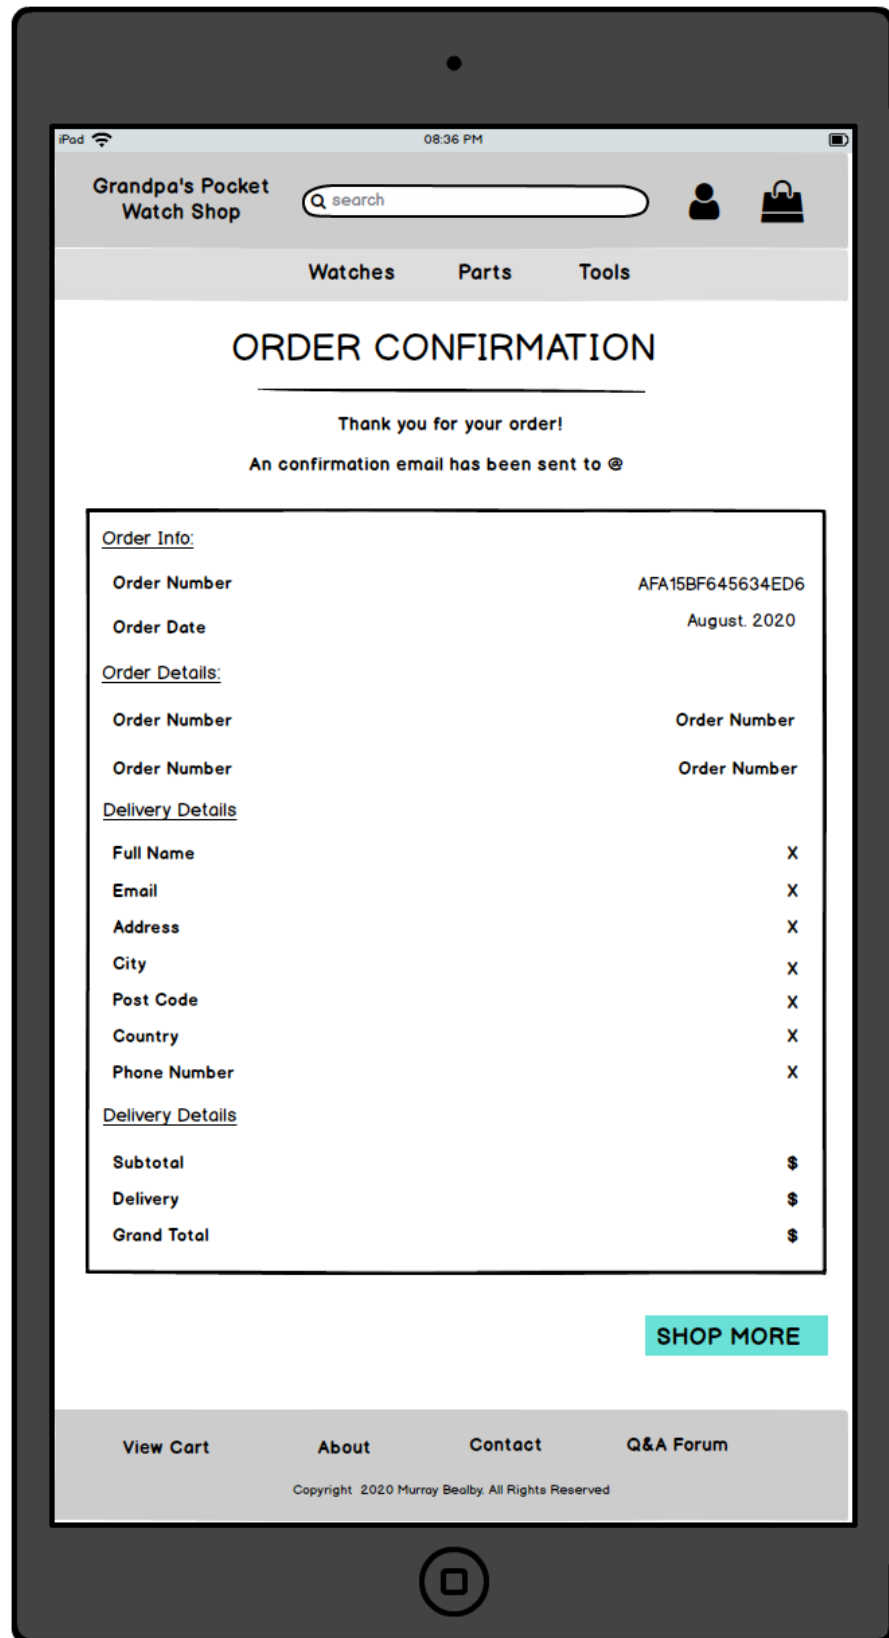 iPad
08:36 PM
Grandpa's Pocket
Watch Shop
search
Watches Parts Tools
ORDER CONFIRMATION
Thank you for your order!
An confirmation email has been sent to @
Order Info:
Order Number AFA15BF645634ED6
Order Date August. 2020
Order Details:
Order Number Order Number
Order Number Order Number
Delivery Details
Full Name X
Email X
Address X
City X
Post Code X
Country X
Phone Number X
Delivery Details
Subtotal $
Delivery $
Grand Total $
SHOP MORE
View Cart About Contact Q&A Forum
Copyright 2020 Murray Bealby. All Rights Reserved